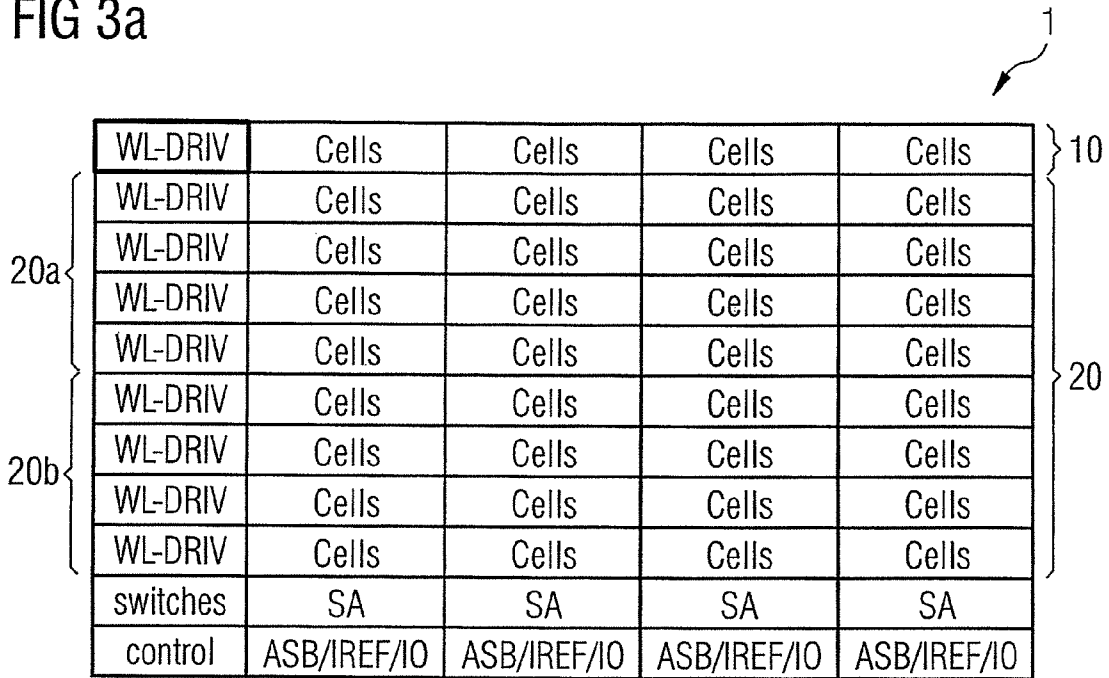 FIG 3a
1
WL-DRIV Cells Cells Cells Cells 10
WL-DRIV Cells Cells Cells Cells
WL-DRIV Cells Cells Cells Cells
20a
WL-DRIV Cells Cells Cells Cells
WL-DRIV Cells Cells Cells Cells
20
WL-DRIV Cells Cells Cells Cells
WL-DRIV Cells Cells Cells Cells
20b
WL-DRIV Cells Cells Cells Cells
WL-DRIV Cells Cells Cells Cells
switches SA SA SA SA
control ASB/IREF/IO ASB/IREF/IO ASB/IREF/IO ASB/IREF/IO